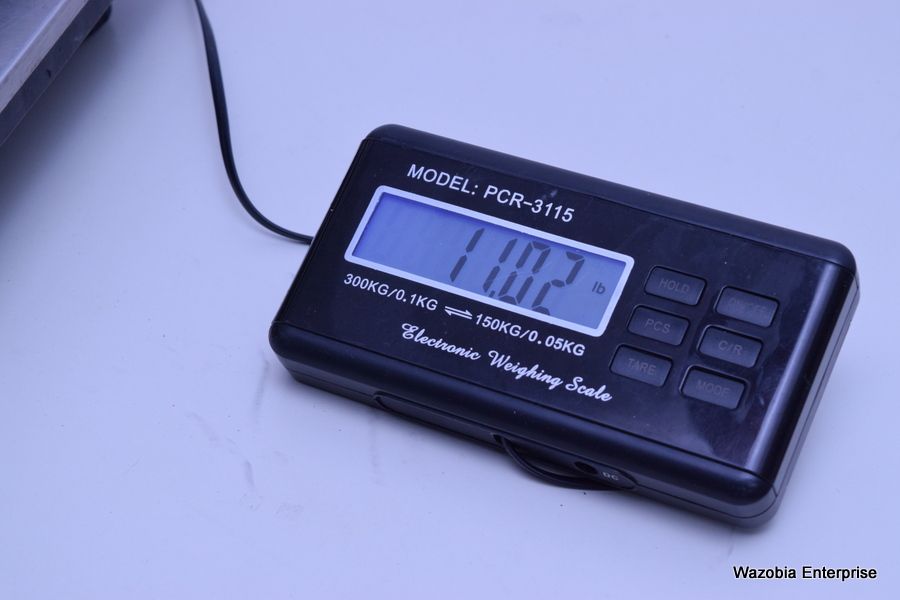 MODEL: PCR-3115
11.02 lb
300KG/0.1KG ⇌ 150KG/0.05KG
Electronic Weighing Scale
HOLD
ON/OFF
PCS
C/R
TARE
MODE
DC
Wazobia Enterprise